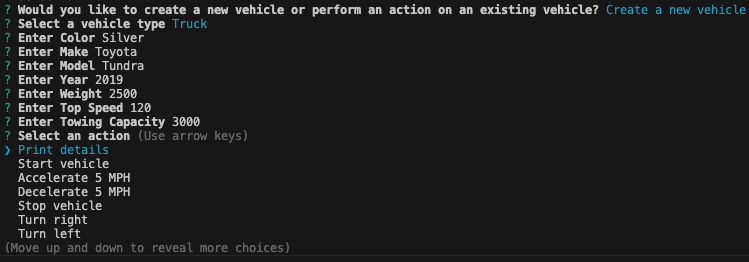 ? Would you like to create a new vehicle or perform an action on an existing vehicle? Create a new vehicle
? Select a vehicle type Truck
? Enter Color Silver
? Enter Make Toyota
? Enter Model Tundra
? Enter Year 2019
? Enter Weight 2500
? Enter Top Speed 120
? Enter Towing Capacity 3000
? Select an action (Use arrow keys)
❯ Print details
Start vehicle
Accelerate 5 MPH
Decelerate 5 MPH
Stop vehicle
Turn right
Turn left
(Move up and down to reveal more choices)